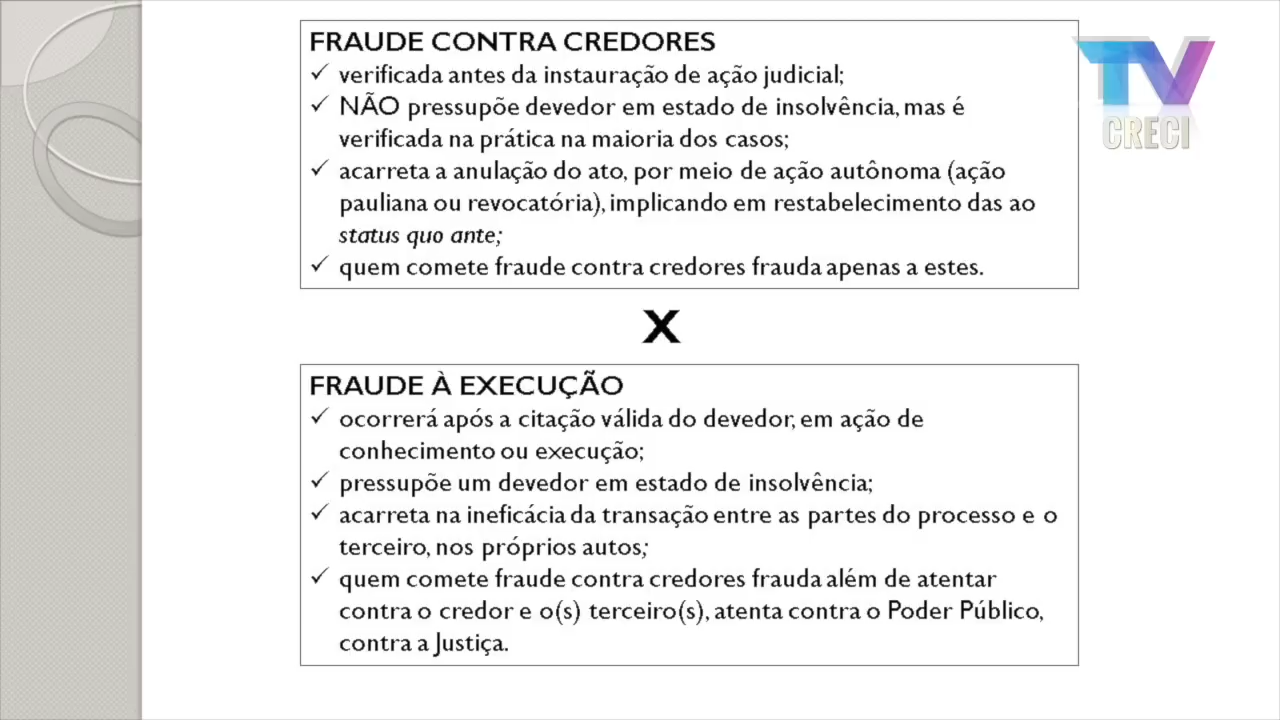 FRAUDE CONTRA CREDORES
✓ verificada antes da instauração de ação judicial;
✓ NÃO pressupõe devedor em estado de insolvência, mas é
verificada na prática na maioria dos casos;
✓ acarreta a anulação do ato, por meio de ação autônoma (ação
pauliana ou revocatória), implicando em restabelecimento das ao
status quo ante;
✓ quem comete fraude contra credores frauda apenas a estes.
X
FRAUDE À EXECUÇÃO
✓ ocorrerá após a citação válida do devedor, em ação de
conhecimento ou execução;
✓ pressupõe um devedor em estado de insolvência;
✓ acarreta na ineficácia da transação entre as partes do processo e o
terceiro, nos próprios autos;
✓ quem comete fraude contra credores frauda além de atentar
contra o credor e o(s) terceiro(s), atenta contra o Poder Público,
contra a Justiça.
TV
CRECI